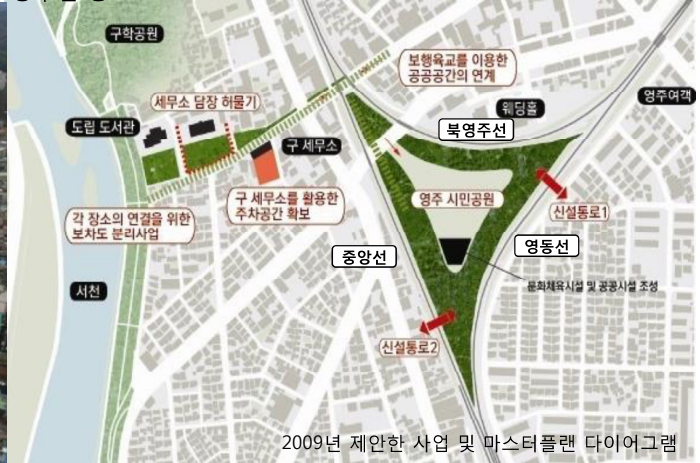 구학공원
보행육교를 이용한
공공공간의 연계
세무소 담장 허물기
웨딩홀
영주여객
도립 도서관
북영주선
구 세무소
구 세무소를 활용한
주차공간 확보
영주 시민공원
신설통로1
각 장소의 연결을 위한
보차도 분리사업
중앙선
영동선
서천
문화체육시설 및 공공시설 조성
신설통로2
2009년 제안한 사업 및 마스터플랜 다이어그램